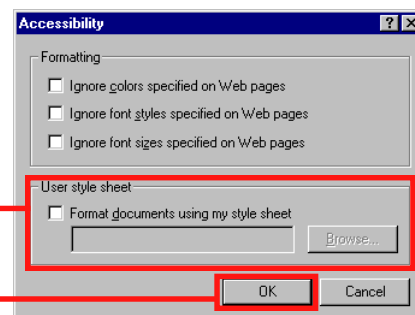 Accessibility
Formatting
Ignore colors specified on Web pages
Ignore font styles specified on Web pages
Ignore font sizes specified on Web pages
User style sheet
Format documents using my style sheet
Browse...
OK Cancel